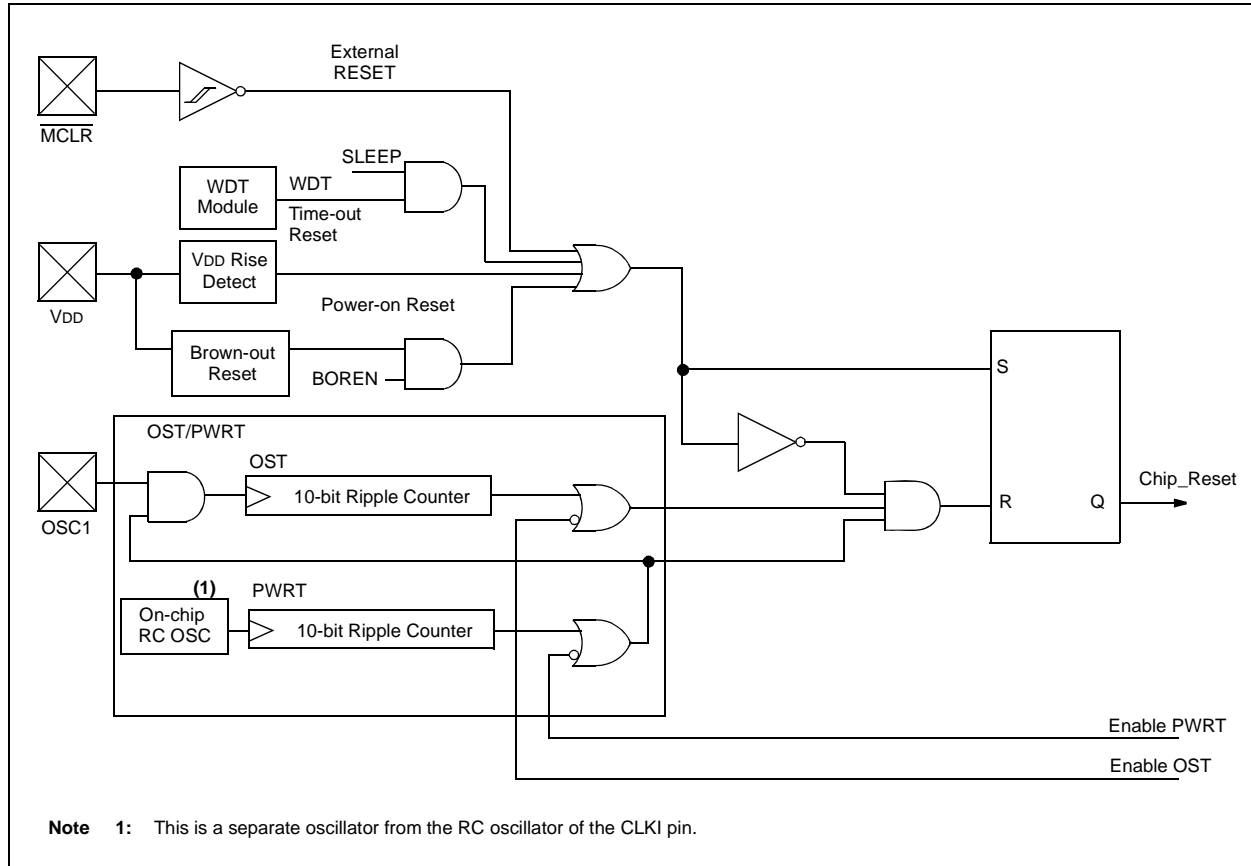 External
RESET
MCLR
SLEEP
WDT
Module
WDT
Time-out
Reset
VDD Rise
Detect
VDD
Power-on Reset
Brown-out
Reset
BOREN
S
OST/PWRT
OST
10-bit Ripple Counter
OSC1
Chip_Reset
R
Q
(1)
PWRT
On-chip
RC OSC
10-bit Ripple Counter
Enable PWRT
Enable OST
Note 1: This is a separate oscillator from the RC oscillator of the CLKI pin.